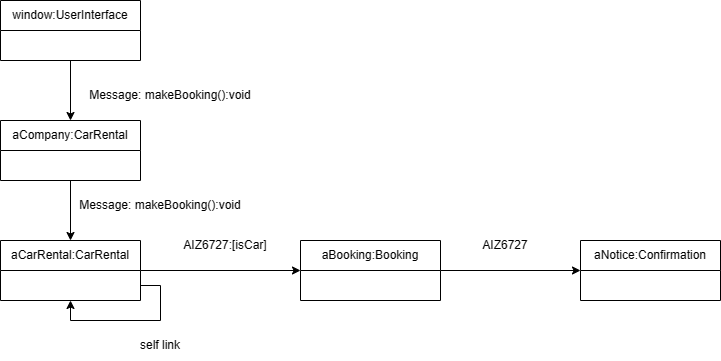 window:UserInterface
Message: makeBooking():void
aCompany:CarRental
Message: makeBooking():void
aCarRental:CarRental
AIZ6727:[isCar]
aBooking:Booking
AIZ6727
aNotice:Confirmation
self link